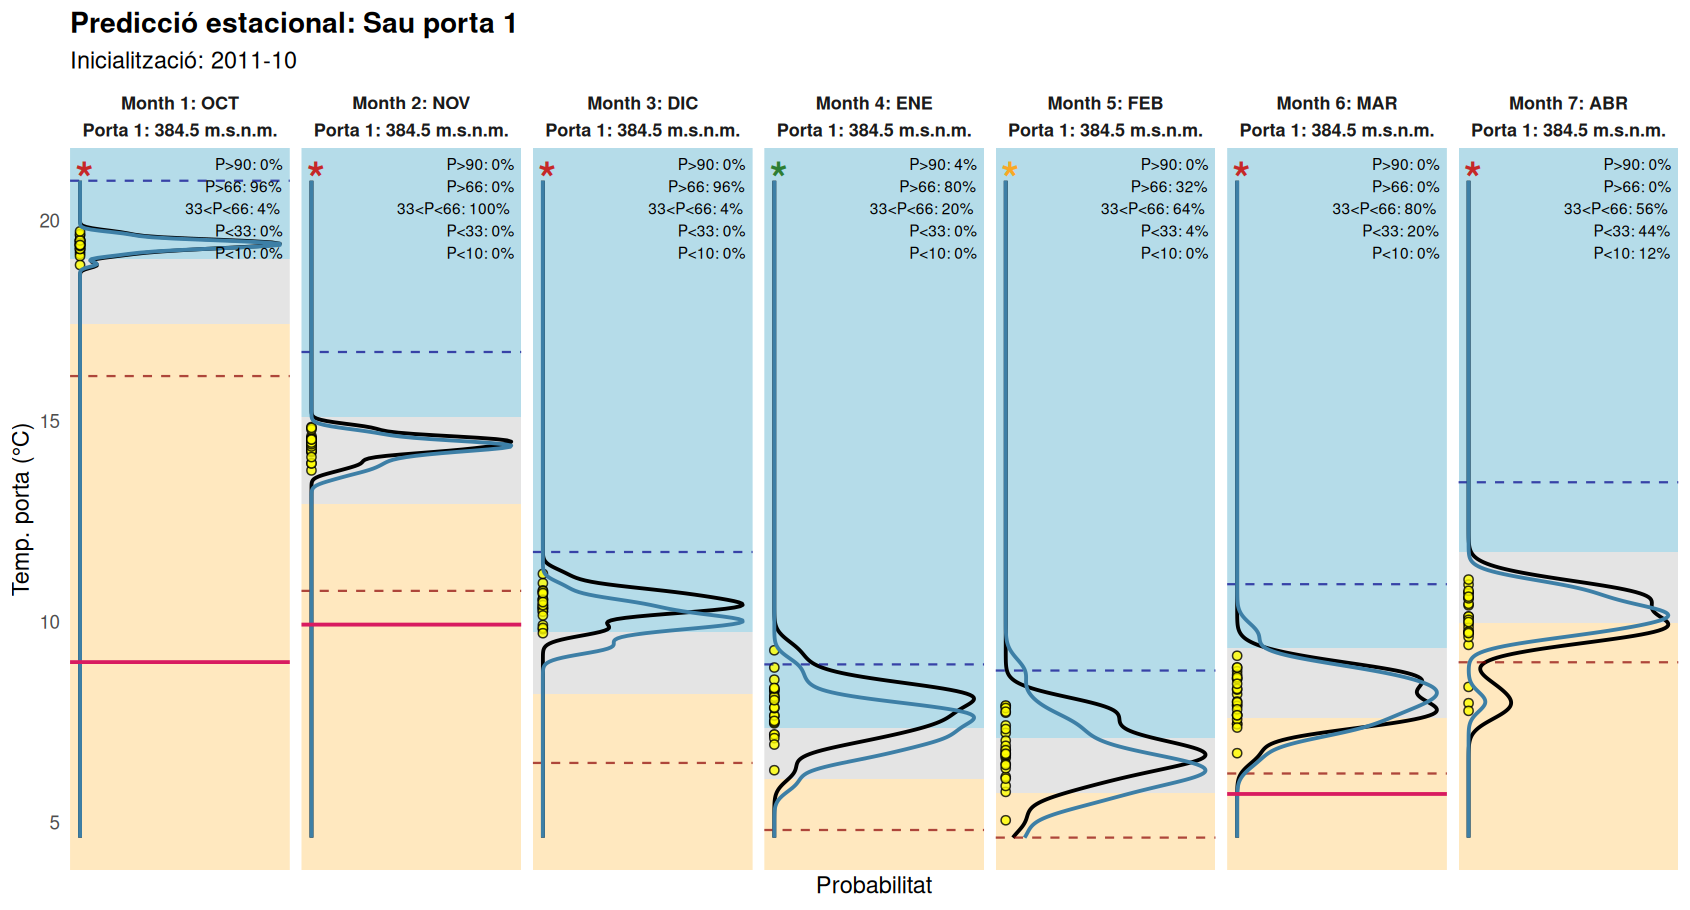 Predicció estacional: Sau porta 1
Inicialització: 2011-10
Month 1: OCT
Porta 1: 384.5 m.s.n.m.
Month 2: NOV
Porta 1: 384.5 m.s.n.m.
Month 3: DIC
Porta 1: 384.5 m.s.n.m.
Month 4: ENE
Porta 1: 384.5 m.s.n.m.
Month 5: FEB
Porta 1: 384.5 m.s.n.m.
Month 6: MAR
Porta 1: 384.5 m.s.n.m.
Month 7: ABR
Porta 1: 384.5 m.s.n.m.
*
P>90: 0%
P>66: 96%
33<P<66: 4%
P<33: 0%
P<10: 0%
*
P>90: 0%
P>66: 0%
33<P<66: 100%
P<33: 0%
P<10: 0%
*
P>90: 0%
P>66: 96%
33<P<66: 4%
P<33: 0%
P<10: 0%
*
P>90: 4%
P>66: 80%
33<P<66: 20%
P<33: 0%
P<10: 0%
*
P>90: 0%
P>66: 32%
33<P<66: 64%
P<33: 4%
P<10: 0%
*
P>90: 0%
P>66: 0%
33<P<66: 80%
P<33: 20%
P<10: 0%
*
P>90: 0%
P>66: 0%
33<P<66: 56%
P<33: 44%
P<10: 12%
20
15
10
5
Temp. porta (°C)
Probabilitat